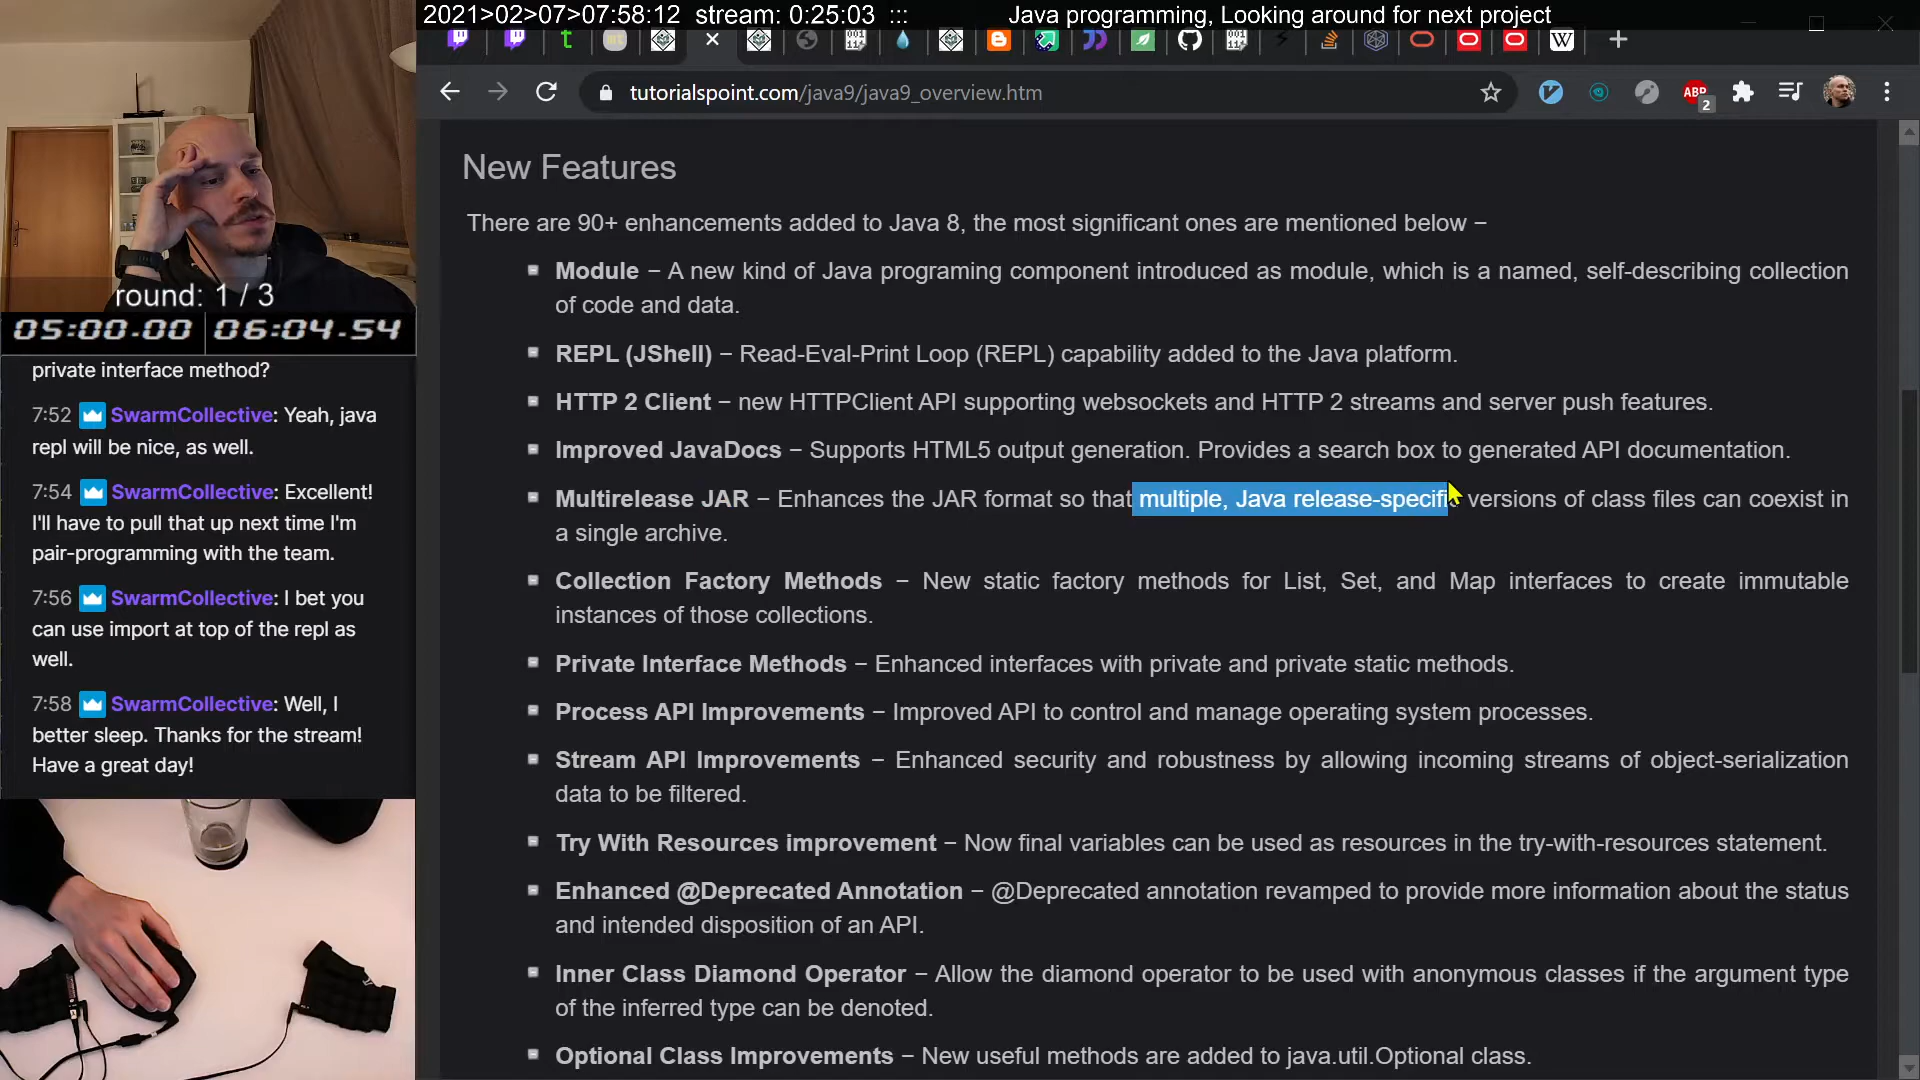 2021>02>07>07:58:12 stream: 0:25:03 ::: Java programming, Looking around for next project
tutorialspoint.com/java9/java9_overview.htm
ABP
2
round: 1 / 3
05:00.00 06:04.54
private interface method?
7:52 SwarmCollective: Yeah, java
repl will be nice, as well.
7:54 SwarmCollective: Excellent!
I'll have to pull that up next time I'm
pair-programming with the team.
7:56 SwarmCollective: I bet you
can use import at top of the repl as
well.
7:58 SwarmCollective: Well, I
better sleep. Thanks for the stream!
Have a great day!
New Features
There are 90+ enhancements added to Java 8, the most significant ones are mentioned below −
Module − A new kind of Java programing component introduced as module, which is a named, self-describing collection
of code and data.
REPL (JShell) − Read-Eval-Print Loop (REPL) capability added to the Java platform.
HTTP 2 Client − new HTTPClient API supporting websockets and HTTP 2 streams and server push features.
Improved JavaDocs − Supports HTML5 output generation. Provides a search box to generated API documentation.
Multirelease JAR − Enhances the JAR format so that multiple, Java release-specific versions of class files can coexist in
a single archive.
Collection Factory Methods − New static factory methods for List, Set, and Map interfaces to create immutable
instances of those collections.
Private Interface Methods − Enhanced interfaces with private and private static methods.
Process API Improvements − Improved API to control and manage operating system processes.
Stream API Improvements − Enhanced security and robustness by allowing incoming streams of object-serialization
data to be filtered.
Try With Resources improvement − Now final variables can be used as resources in the try-with-resources statement.
Enhanced @Deprecated Annotation − @Deprecated annotation revamped to provide more information about the status
and intended disposition of an API.
Inner Class Diamond Operator − Allow the diamond operator to be used with anonymous classes if the argument type
of the inferred type can be denoted.
Optional Class Improvements − New useful methods are added to java.util.Optional class.